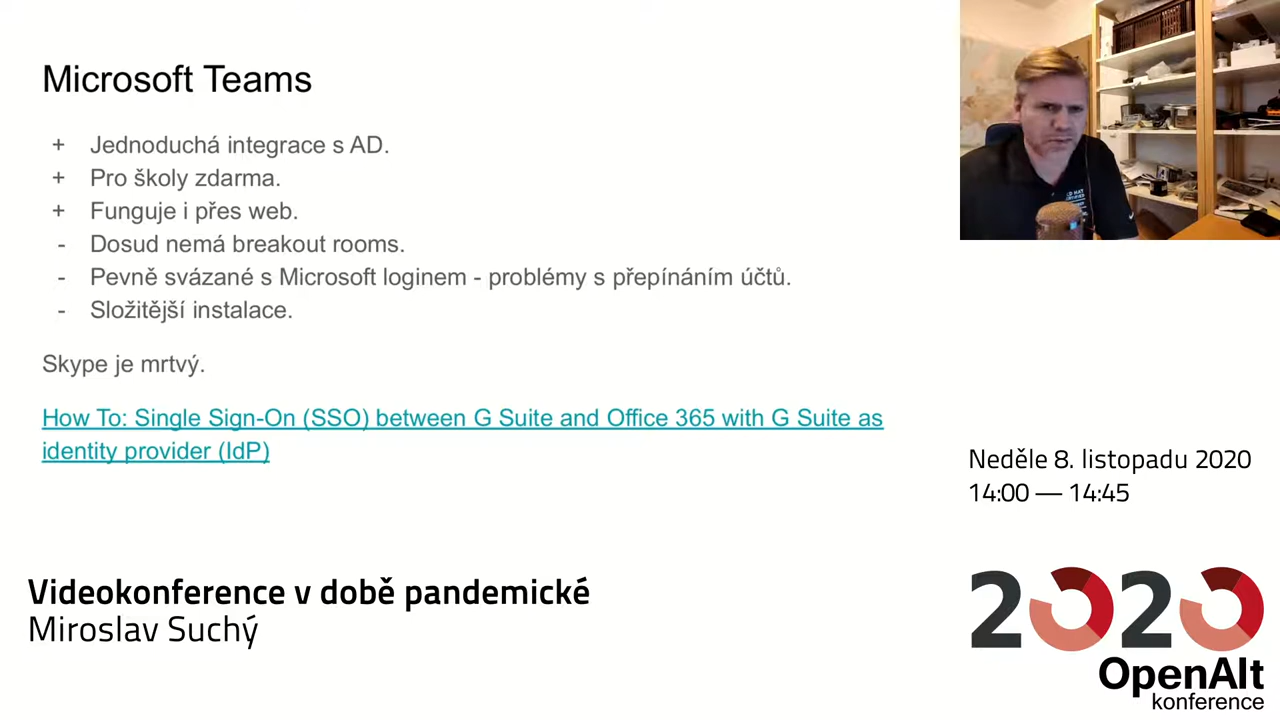 Microsoft Teams
+ Jednoduchá integrace s AD.
+ Pro školy zdarma.
+ Funguje i přes web.
- Dosud nemá breakout rooms.
- Pevně svázané s Microsoft loginem - problémy s přepínáním účtů.
- Složitější instalace.
Skype je mrtvý.
How To: Single Sign-On (SSO) between G Suite and Office 365 with G Suite as
identity provider (IdP)
Neděle 8. listopadu 2020
14:00 — 14:45
Videokonference v době pandemické
Miroslav Suchý
2020
OpenAlt
konference